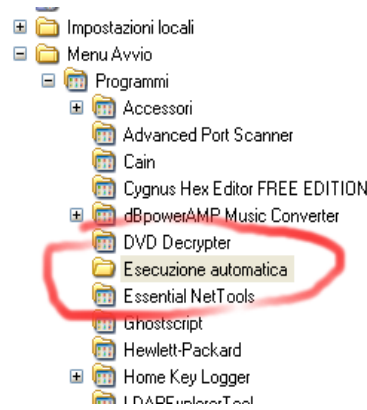 Impostazioni locali
Menu Avvio
Programmi
Accessori
Advanced Port Scanner
Cain
Cygnus Hex Editor FREE EDITION
dBpowerAMP Music Converter
DVD Decrypter
Esecuzione automatica
Essential NetTools
Ghostscript
Hewlett-Packard
Home Key Logger
LDAPExplorerTool